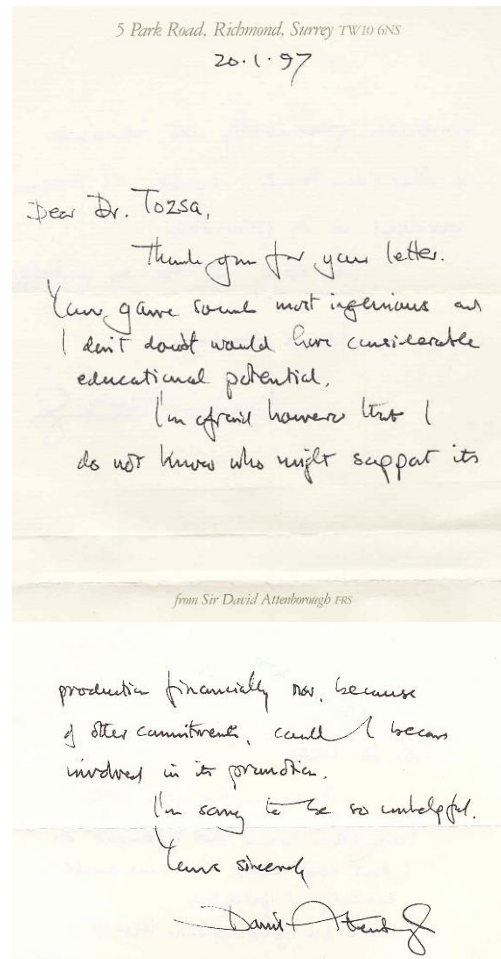 5 Park Road, Richmond, Surrey TW10 6NS
20.1.97
Dear Dr. Tozsa,
Thank you for your letter.
Your game sounds most ingenious and
I don't doubt would have considerable
educational potential.
I'm afraid however that I
do not know who might support its
from Sir David Attenborough FRS
production financially nor, because
of other commitments, could I become
involved in its promotion.
I'm sorry to be so unhelpful.
Yours sincerely
David Attenborough